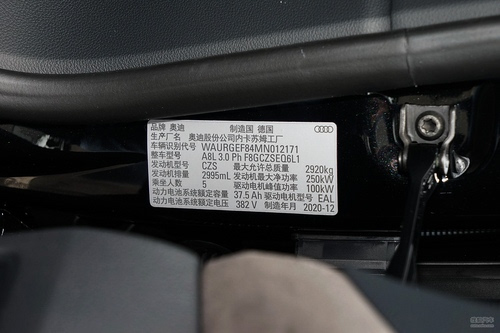 品牌 奥迪 制造国 德国
生产厂名 奥迪股份公司内卡苏姆工厂
车辆识别代号 WAURGEF84MN012171
整车型号 A8L 3.0 Ph F8GCZSEQ6L1
发动机型号 CZS 最大允许总质量 2920kg
发动机排量 2995mL 发动机最大净功率 250kW
乘坐人数 5 驱动电机峰值功率 100kW
动力电池系统额定容量 37.5 Ah 驱动电机型号 EAL
动力电池系统额定电压 382 V 制造年月 2020-12